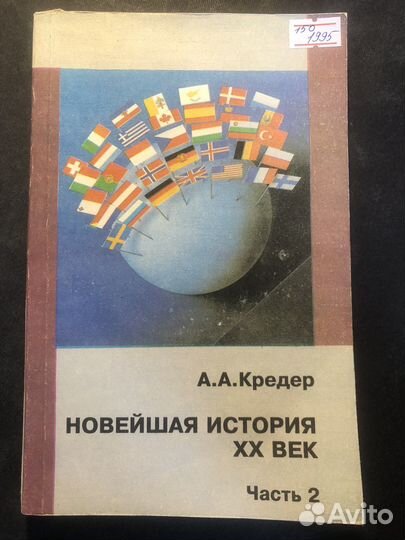 150
1995
А.А.Кредер
НОВЕЙШАЯ ИСТОРИЯ
XX ВЕК
Часть 2
Avito